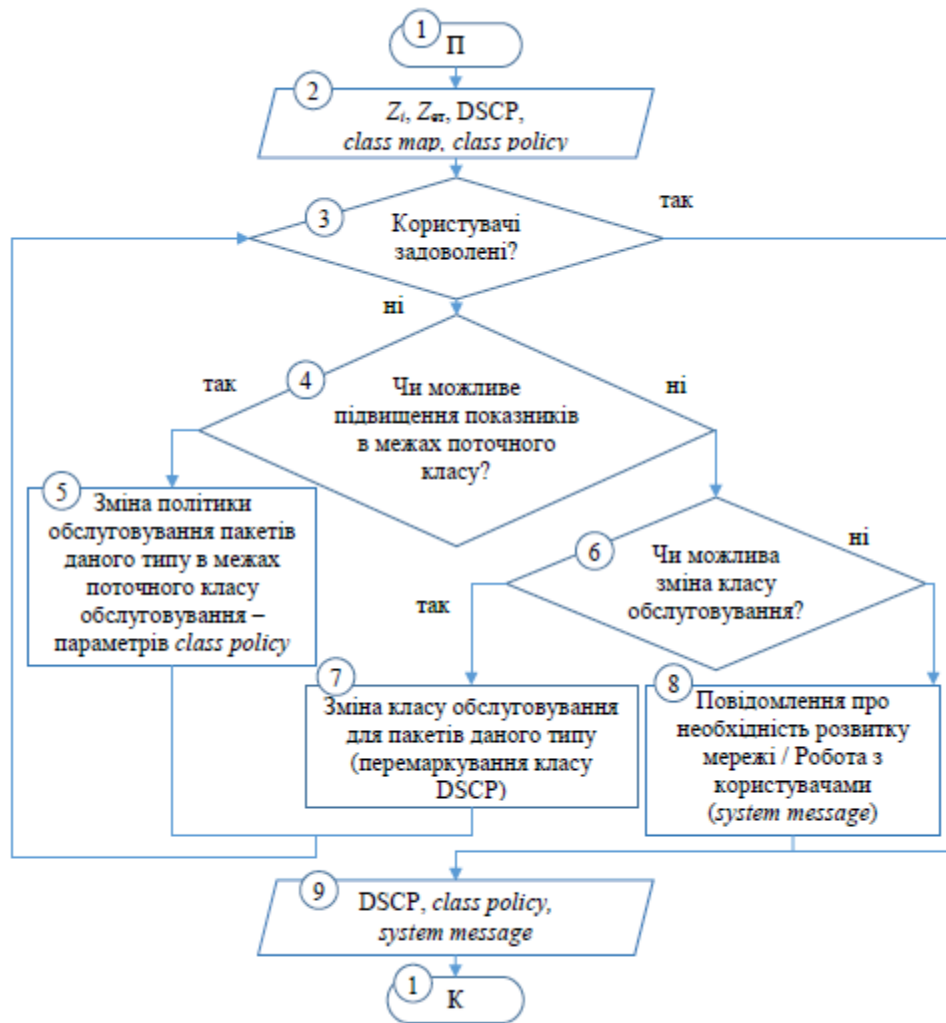 1
П
2
Zi, Zет, DSCP,
class map, class policy
3
Користувачі
задоволені?
так
ні
4
Чи можливе
підвищення показників
в межах поточного
класу?
так
ні
5
Зміна політики
обслуговування пакетів
даного типу в межах
поточного класу
обслуговування –
параметрів class policy
6
Чи можлива
зміна класу
обслуговування?
так
ні
7
Зміна класу обслуговування
для пакетів даного типу
(перемаркування класу
DSCP)
8
Повідомлення про
необхідність розвитку
мережі / Робота з
користувачами
(system message)
9
DSCP, class policy,
system message
1
К